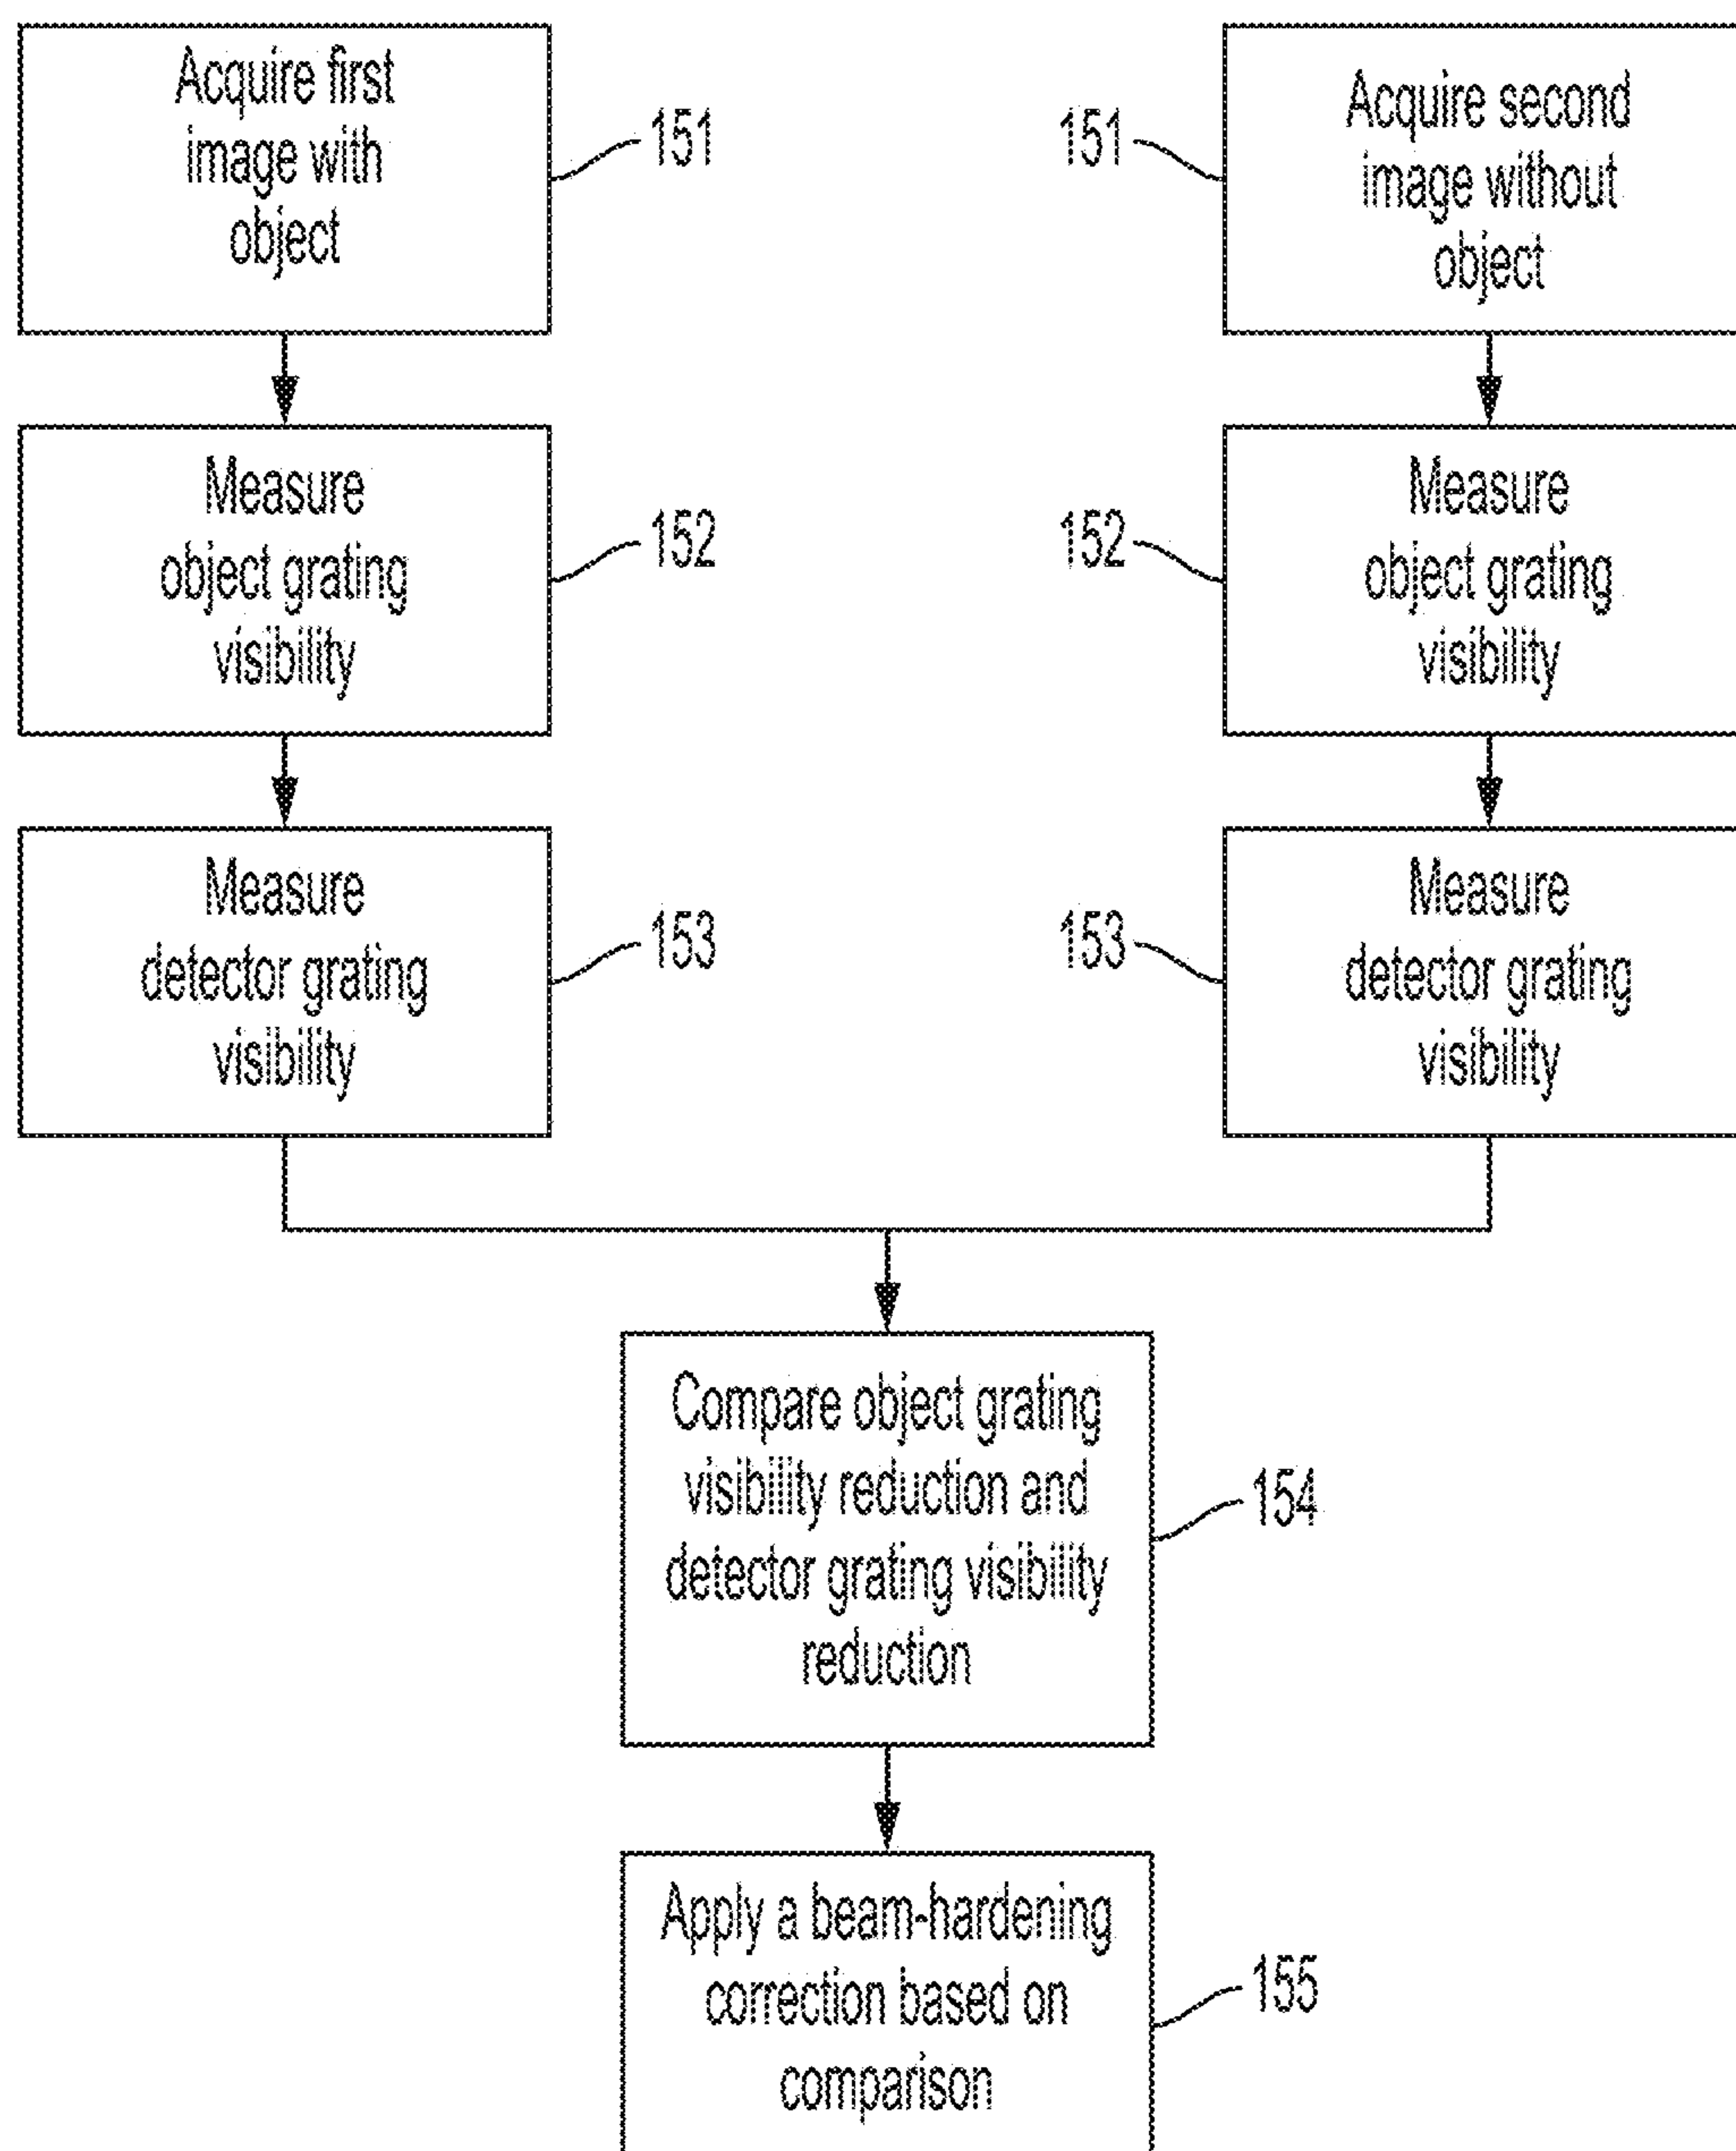 Acquire first
image with
object
151
151
Acquire second
image without
object
Measure
object grating
visibility
152
152
Measure
object grating
visibility
Measure
detector grating
visibility
153
153
Measure
detector grating
visibility
Compare object grating
visibility reduction and
detector grating visibility
reduction
154
Apply a beam-hardening
correction based on
comparison
155